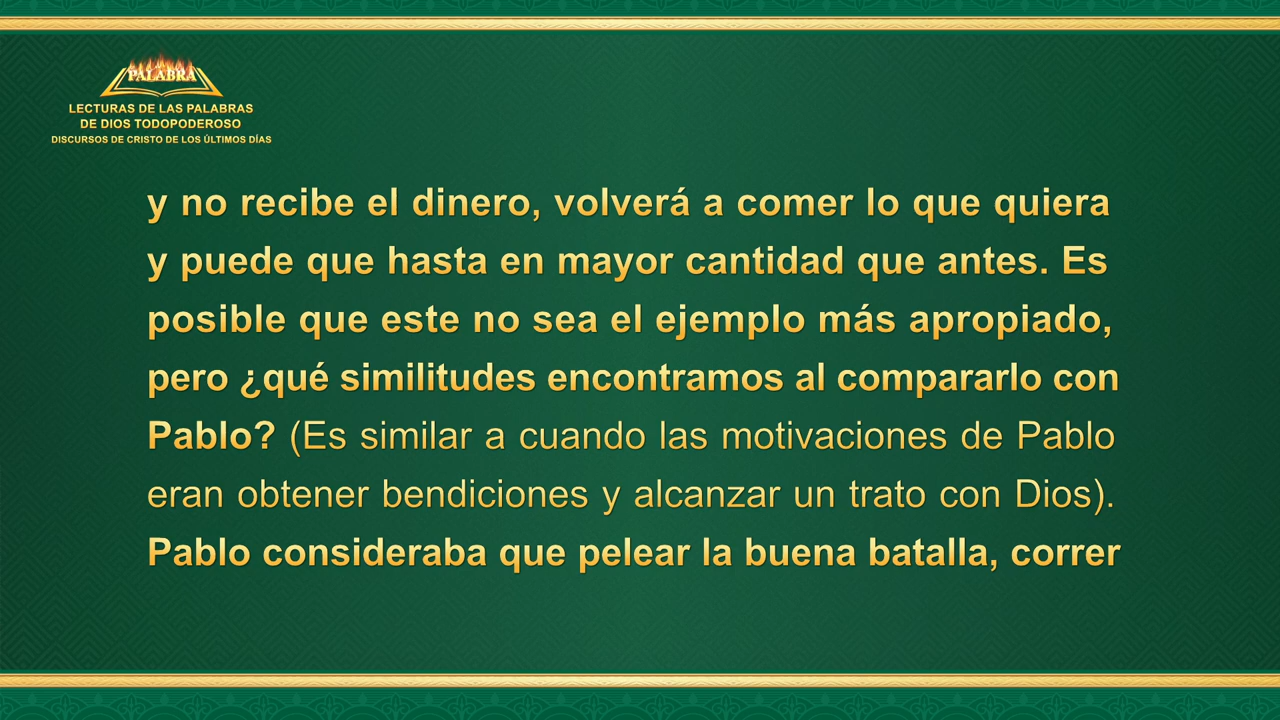 PALABRA
LECTURAS DE LAS PALABRAS
DE DIOS TODOPODEROSO
DISCURSOS DE CRISTO DE LOS ÚLTIMOS DÍAS
y no recibe el dinero, volverá a comer lo que quiera
y puede que hasta en mayor cantidad que antes. Es
posible que este no sea el ejemplo más apropiado,
pero ¿qué similitudes encontramos al compararlo con
Pablo? (Es similar a cuando las motivaciones de Pablo
eran obtener bendiciones y alcanzar un trato con Dios).
Pablo consideraba que pelear la buena batalla, correr